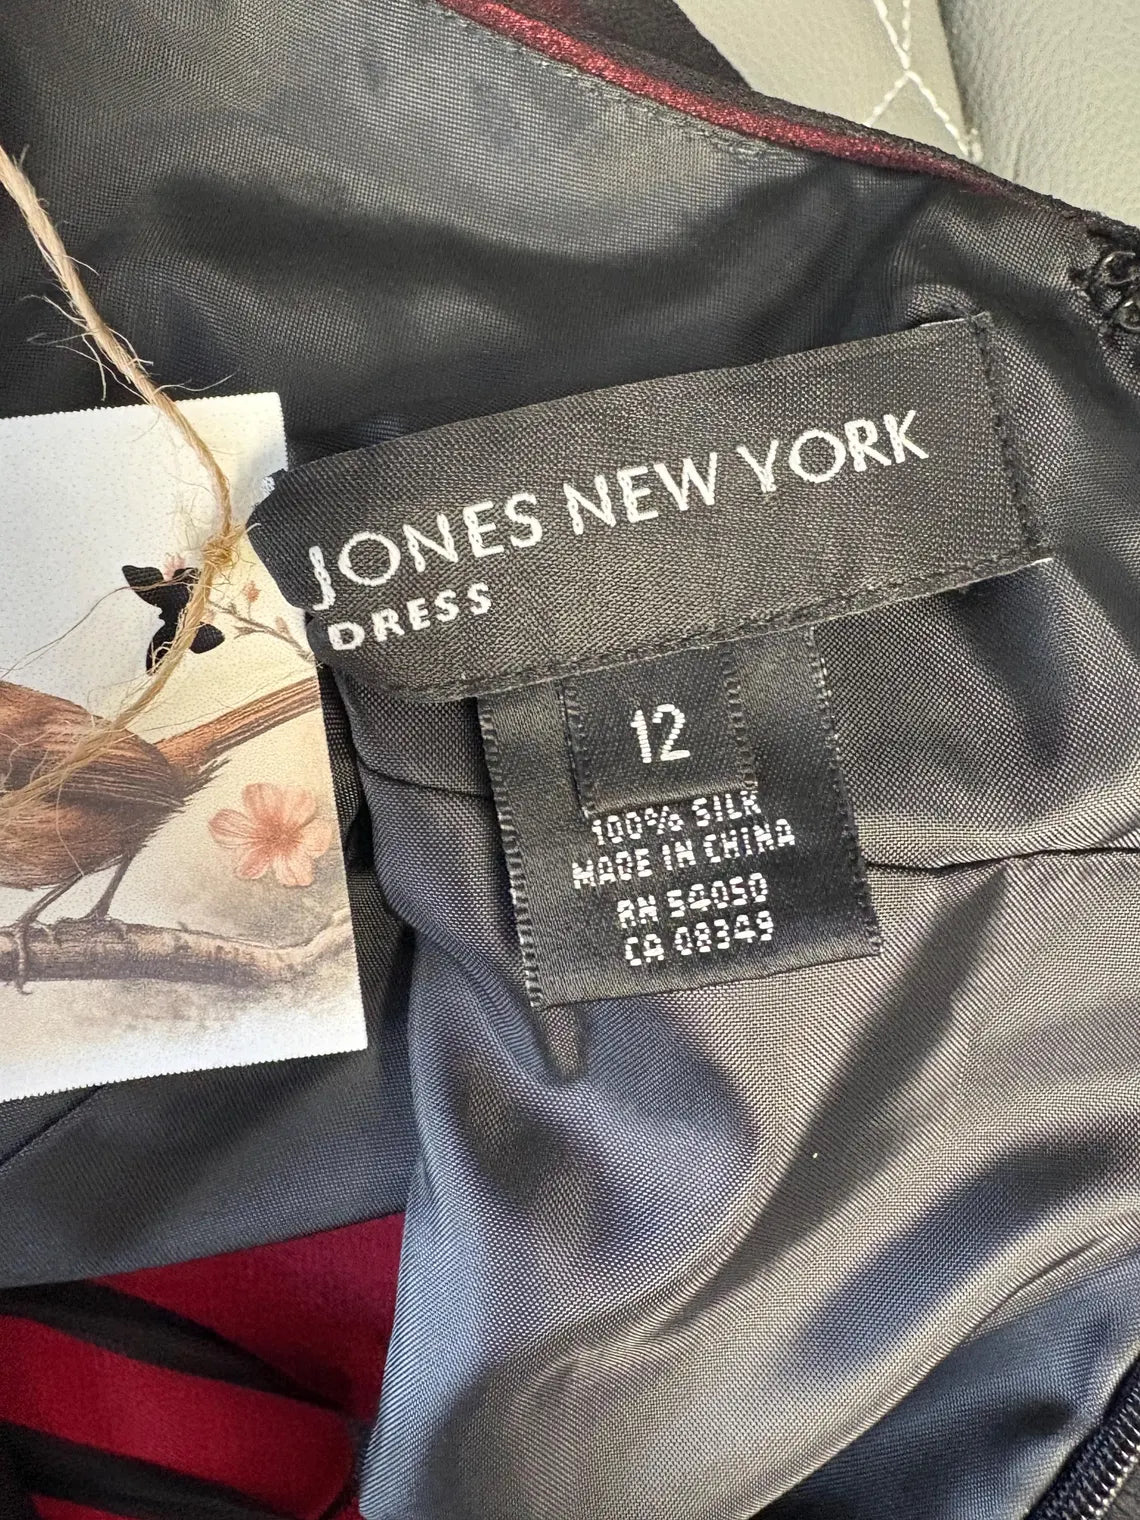 JONES NEW YORK
DRESS
12
100% SILK
MADE IN CHINA
RN 54050
CA 08349